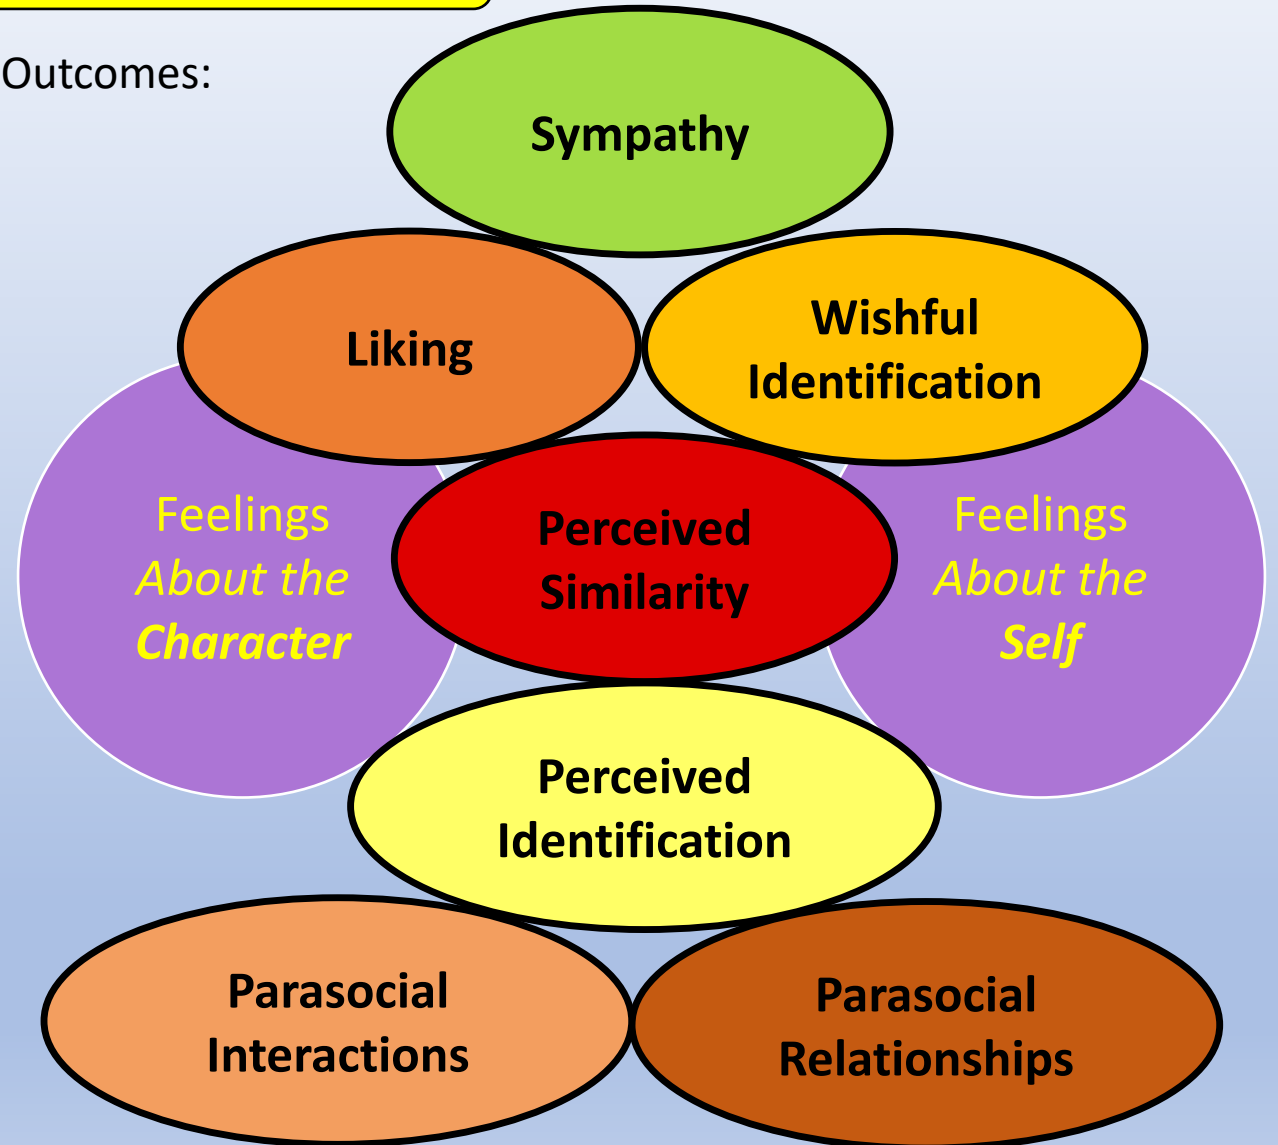 Outcomes:
Sympathy
Liking
Wishful
Identification
Feelings
About the
Character
Perceived
Similarity
Feelings
About the
Self
Perceived
Identification
Parasocial
Interactions
Parasocial
Relationships